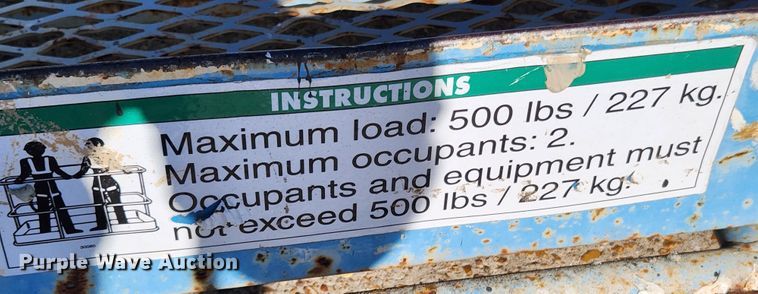 INSTRUCTIONS
Maximum load: 500 lbs / 227 kg.
Maximum occupants: 2.
Occupants and equipment must
not exceed 500 lbs / 227 kg.
Purple Wave Auction